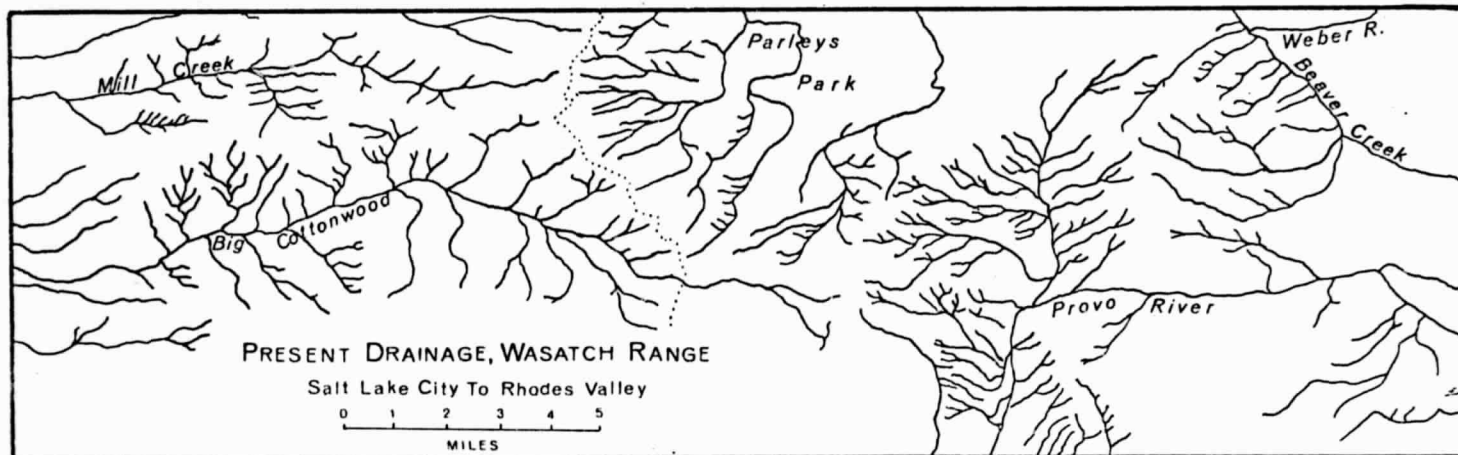 Parleys
Park
Weber R.
Beaver Creek
Mill Creek
Big Cottonwood
Provo River
PRESENT DRAINAGE, WASATCH RANGE
Salt Lake City To Rhodes Valley
0 1 2 3 4 5
MILES